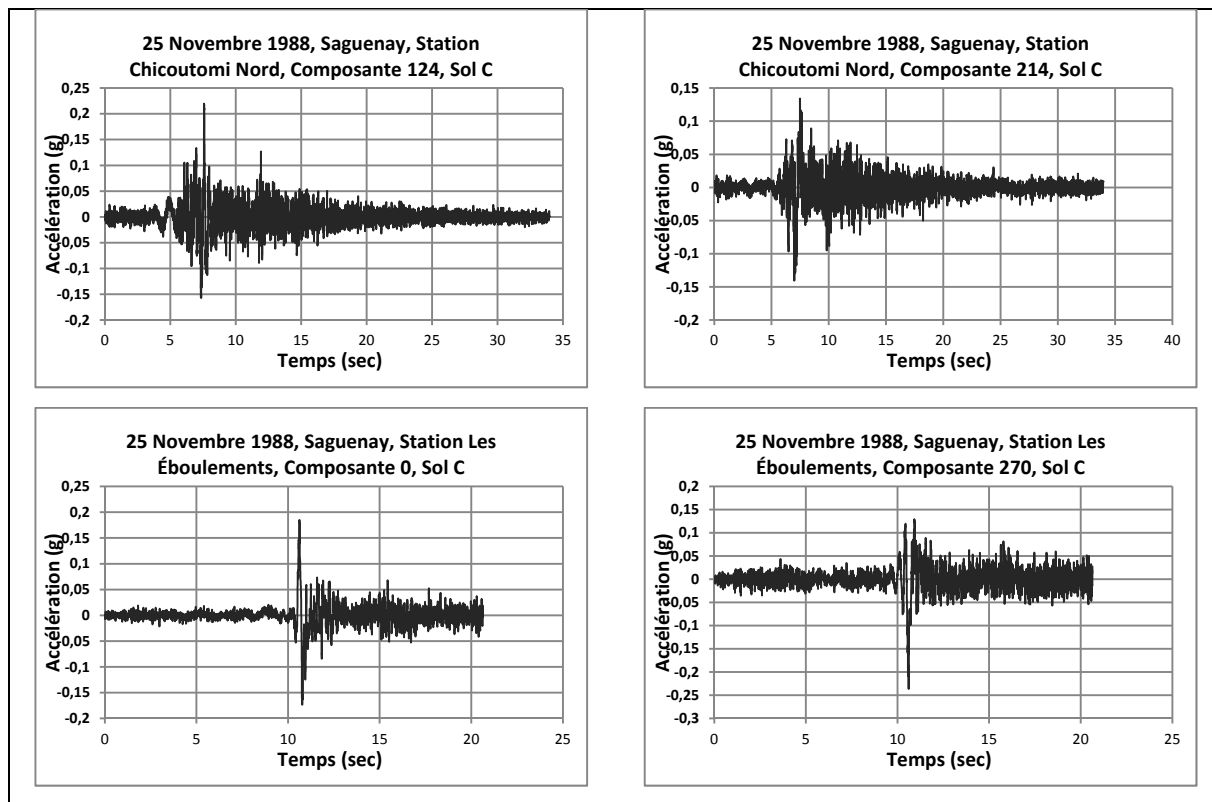 25 Novembre 1988, Saguenay, Station
Chicoutomi Nord, Composante 124, Sol C
0,25
0,2
0,15
0,1
0,05
0
-0,05
-0,1
-0,15
-0,2
Accélération (g)
0 5 10 15 20 25 30 35
Temps (sec)
25 Novembre 1988, Saguenay, Station
Chicoutomi Nord, Composante 214, Sol C
0,15
0,1
0,05
0
-0,05
-0,1
-0,15
-0,2
Accélération (g)
0 5 10 15 20 25 30 35 40
Temps (sec)
25 Novembre 1988, Saguenay, Station Les
Éboulements, Composante 0, Sol C
0,25
0,2
0,15
0,1
0,05
0
-0,05
-0,1
-0,15
-0,2
Accélération (g)
0 5 10 15 20 25
Temps (sec)
25 Novembre 1988, Saguenay, Station Les
Éboulements, Composante 270, Sol C
0,2
0,15
0,1
0,05
0
-0,05
-0,1
-0,15
-0,2
-0,25
-0,3
Accélération (g)
0 5 10 15 20 25
Temps (sec)